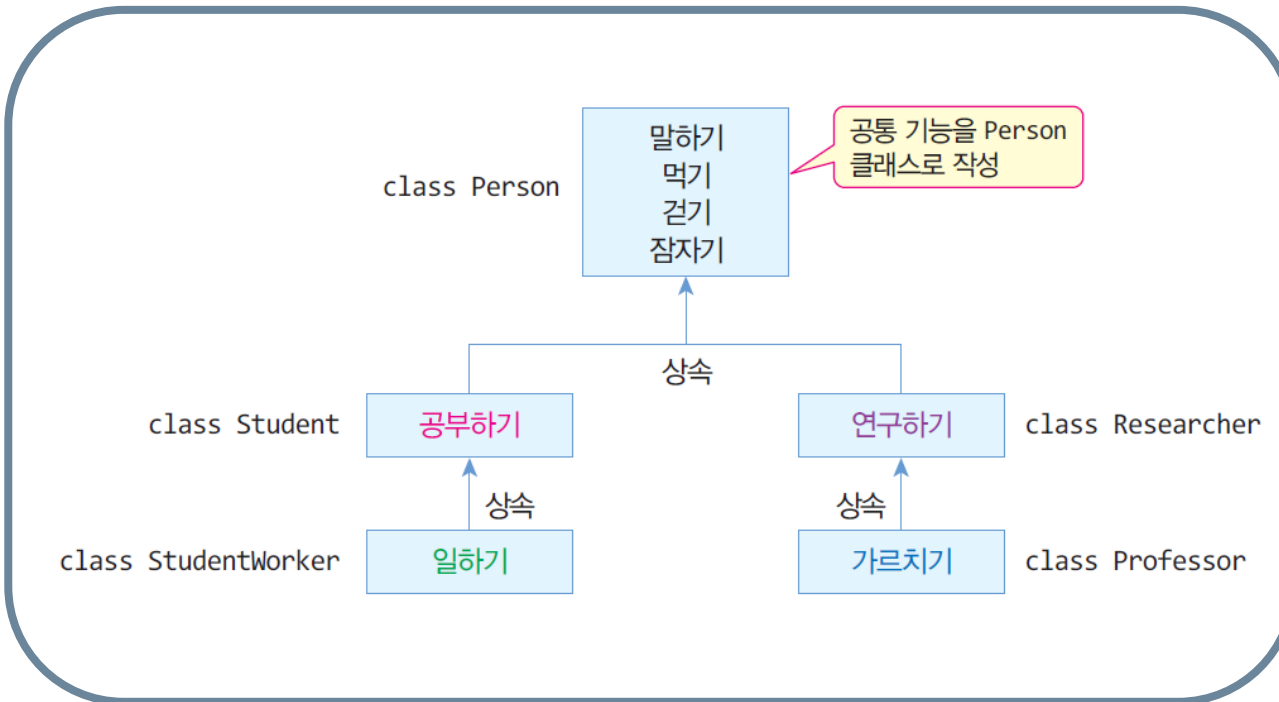 class Person
말하기
먹기
걷기
잠자기
공통 기능을 Person
클래스로 작성
상속
class Student
공부하기
연구하기
class Researcher
상속
상속
class StudentWorker
일하기
가르치기
class Professor